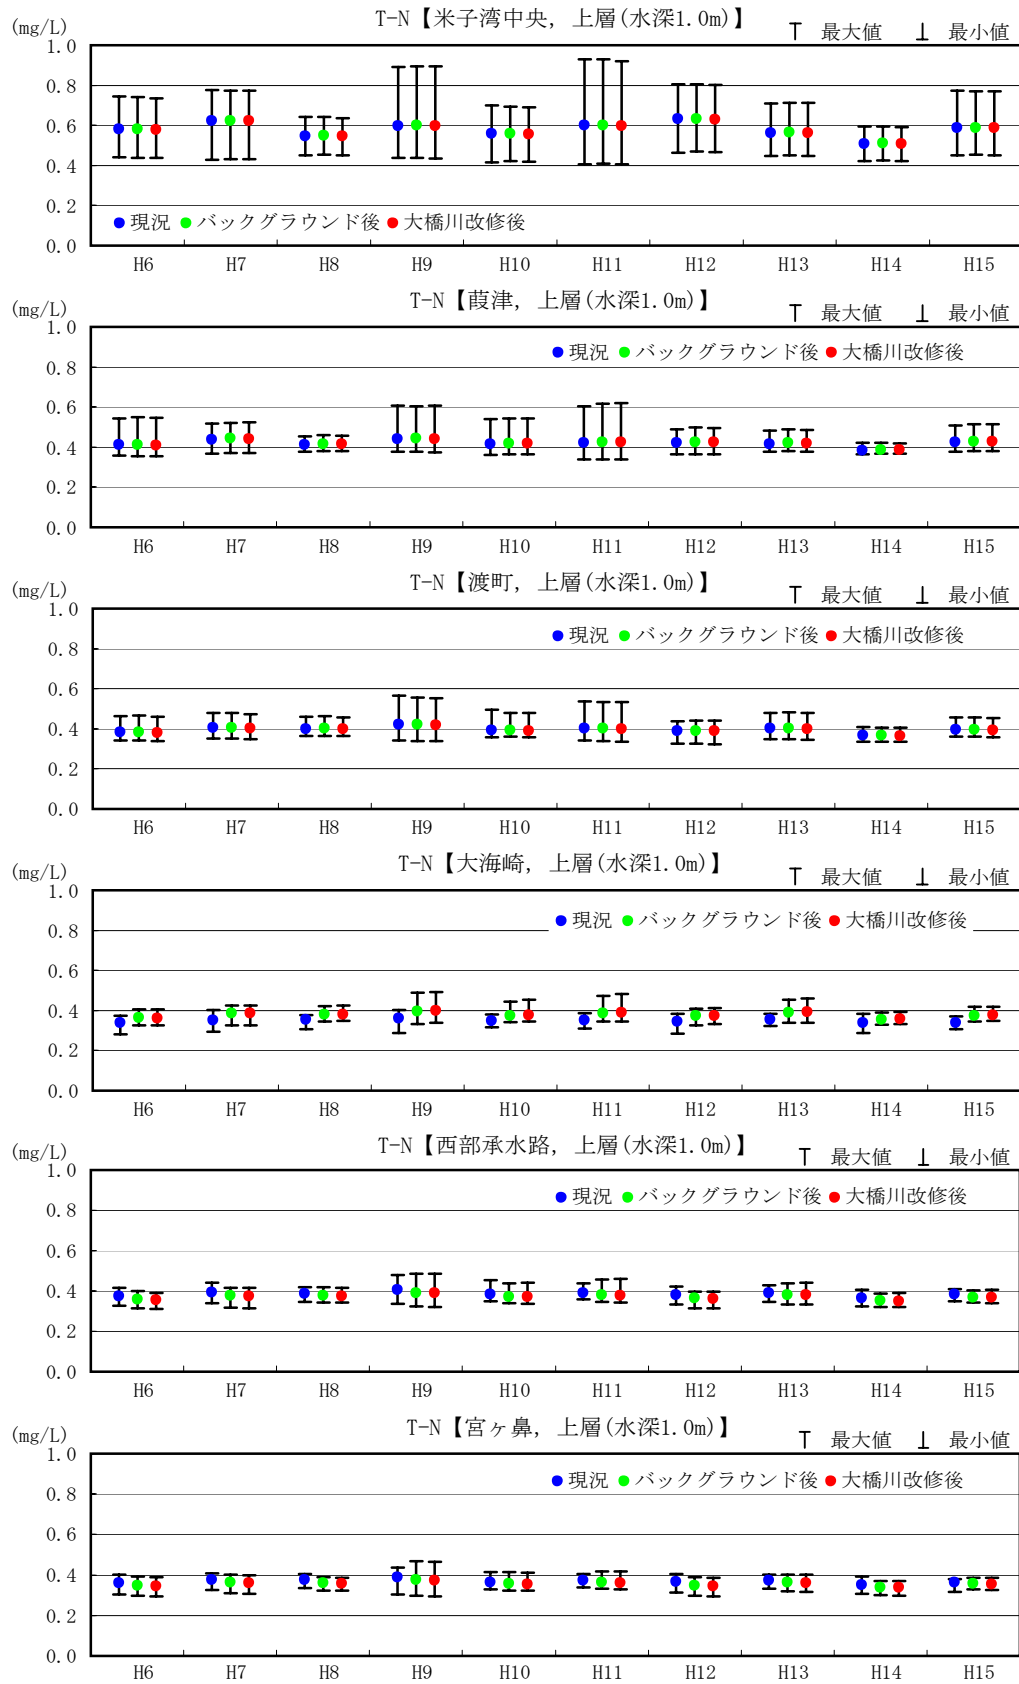 T-N【米子湾中央, 上層(水深1.0m)】
(mg/L) 最大値 最小値
1.0
0.8
0.6
0.4
0.2
0.0
現況 バックグラウンド後 大橋川改修後
H6 H7 H8 H9 H10 H11 H12 H13 H14 H15
T-N【葭津, 上層(水深1.0m)】
(mg/L) 最大値 最小値
1.0
現況 バックグラウンド後 大橋川改修後
0.8
0.6
0.4
0.2
0.0
H6 H7 H8 H9 H10 H11 H12 H13 H14 H15
T-N【渡町, 上層(水深1.0m)】
(mg/L) 最大値 最小値
1.0
現況 バックグラウンド後 大橋川改修後
0.8
0.6
0.4
0.2
0.0
H6 H7 H8 H9 H10 H11 H12 H13 H14 H15
T-N【大海崎, 上層(水深1.0m)】
(mg/L) 最大値 最小値
1.0
現況 バックグラウンド後 大橋川改修後
0.8
0.6
0.4
0.2
0.0
H6 H7 H8 H9 H10 H11 H12 H13 H14 H15
T-N【西部承水路, 上層(水深1.0m)】
(mg/L) 最大値 最小値
1.0
現況 バックグラウンド後 大橋川改修後
0.8
0.6
0.4
0.2
0.0
H6 H7 H8 H9 H10 H11 H12 H13 H14 H15
T-N【宮ヶ鼻, 上層(水深1.0m)】
(mg/L) 最大値 最小値
1.0
現況 バックグラウンド後 大橋川改修後
0.8
0.6
0.4
0.2
0.0
H6 H7 H8 H9 H10 H11 H12 H13 H14 H15